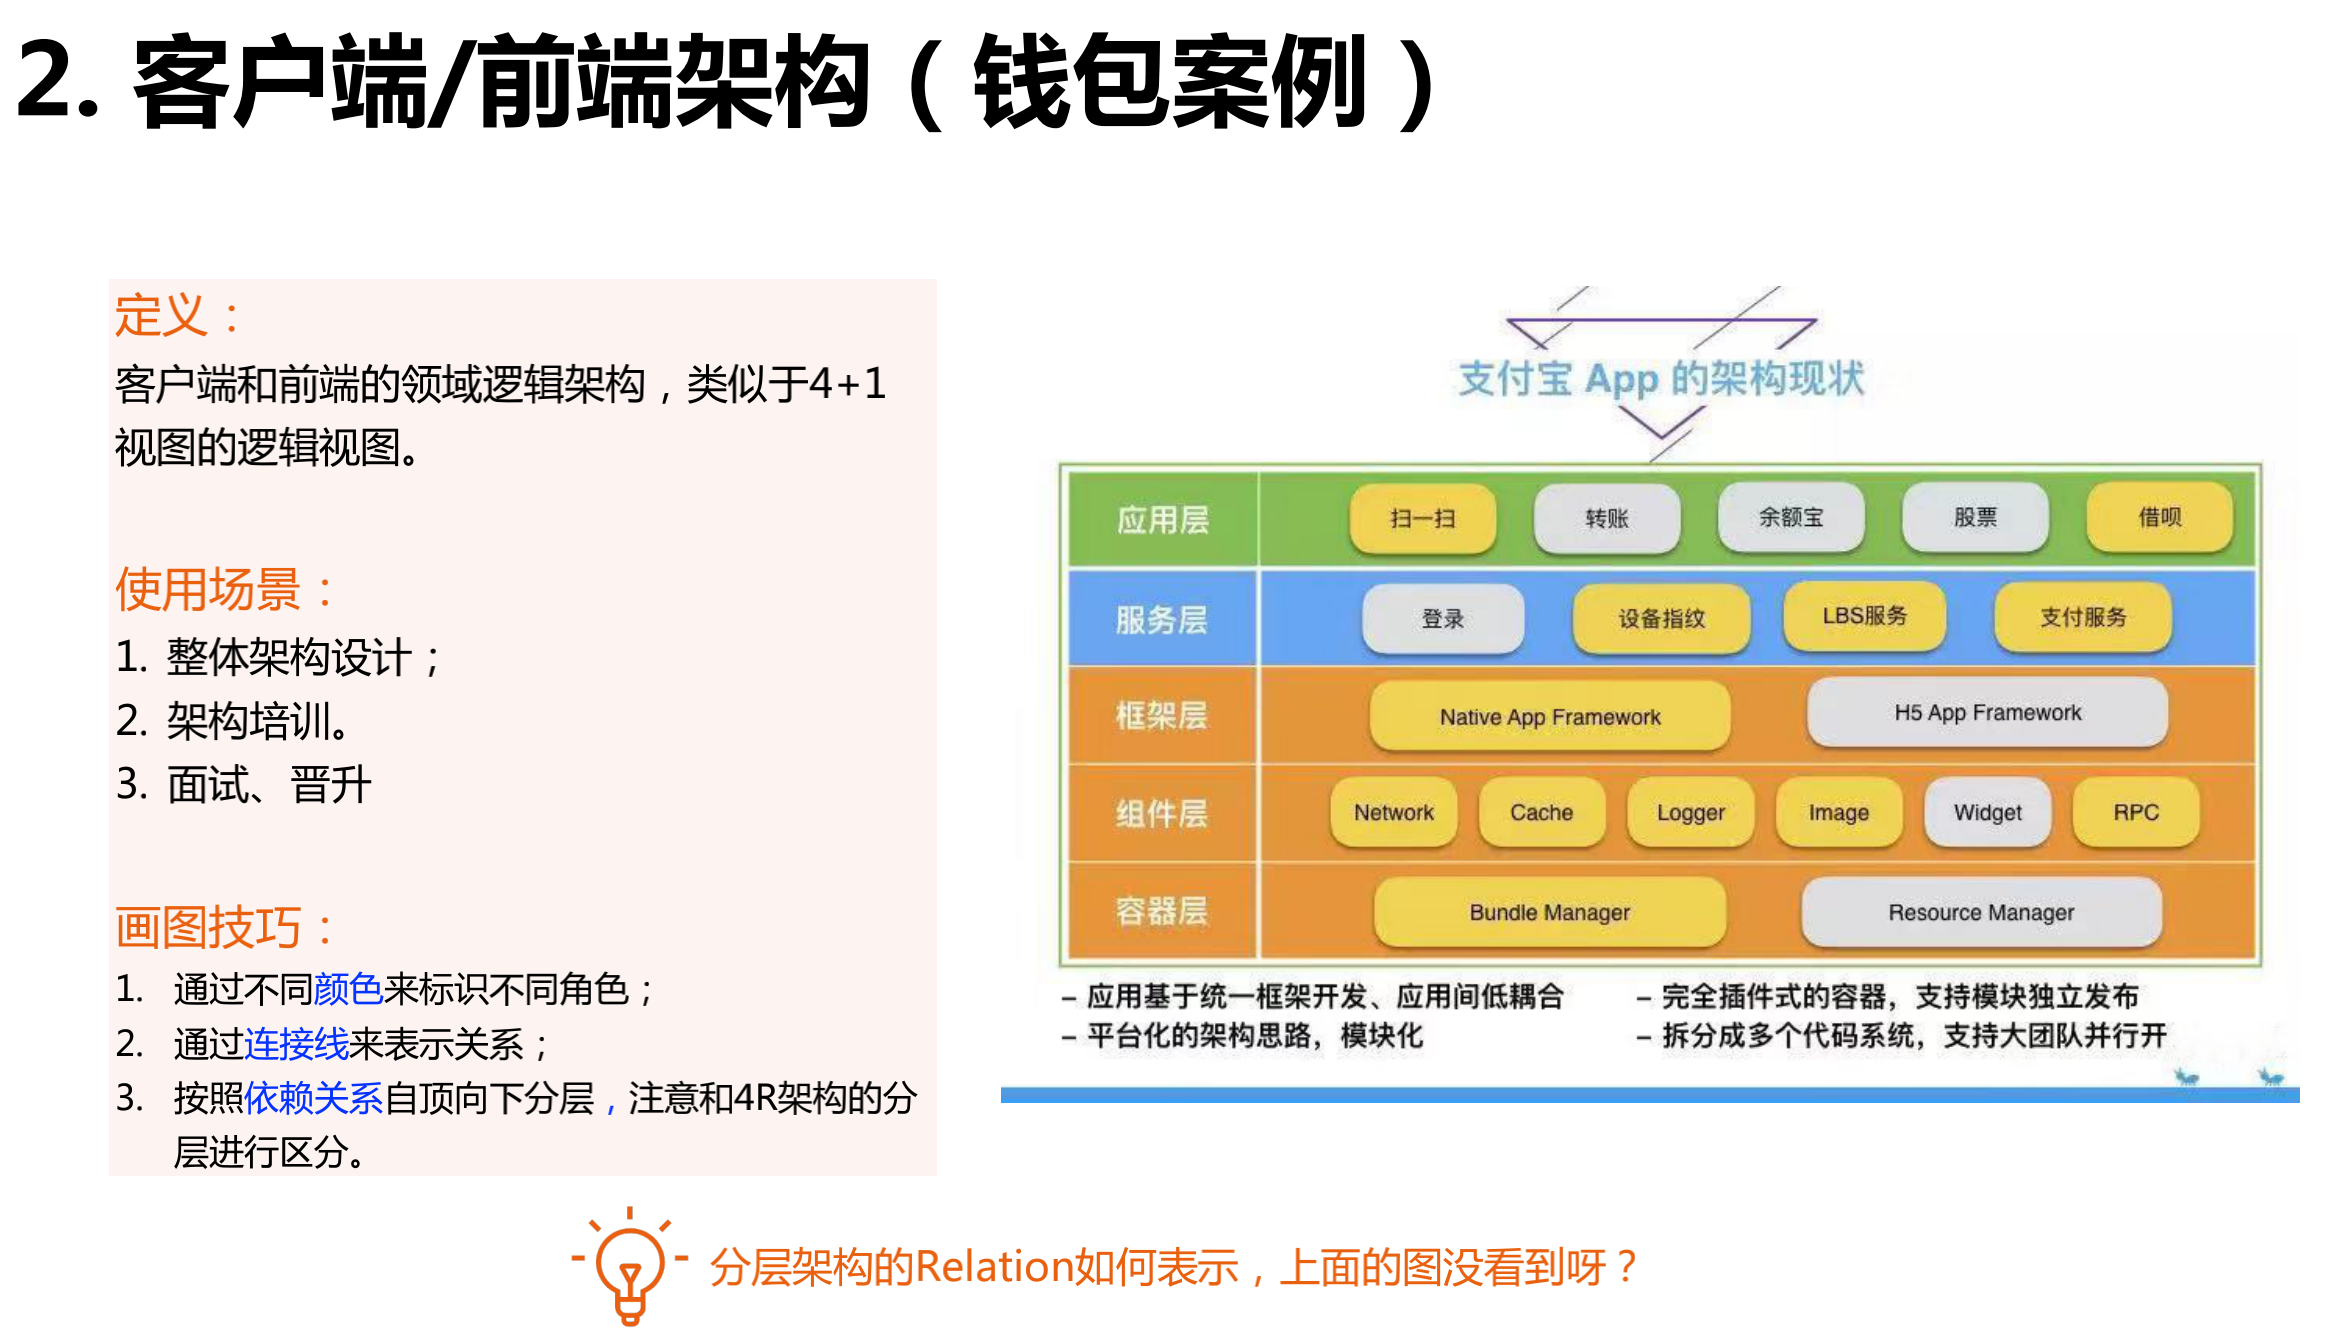 2. 客户端/前端架构（钱包案例）
定义：
客户端和前端的领域逻辑架构，类似于4+1
视图的逻辑视图。
使用场景：
1. 整体架构设计；
2. 架构培训。
3. 面试、晋升
画图技巧：
1. 通过不同颜色来标识不同角色；
2. 通过连接线来表示关系；
3. 按照依赖关系自顶向下分层，注意和4R架构的分
层进行区分。
支付宝 App 的架构现状
应用层 扫一扫 转账 余额宝 股票 借呗
服务层 登录 设备指纹 LBS服务 支付服务
框架层 Native App Framework H5 App Framework
组件层 Network Cache Logger Image Widget RPC
容器层 Bundle Manager Resource Manager
– 应用基于统一框架开发、应用间低耦合
– 平台化的架构思路，模块化
– 完全插件式的容器，支持模块独立发布
– 拆分成多个代码系统，支持大团队并行开
分层架构的Relation如何表示，上面的图没看到呀？